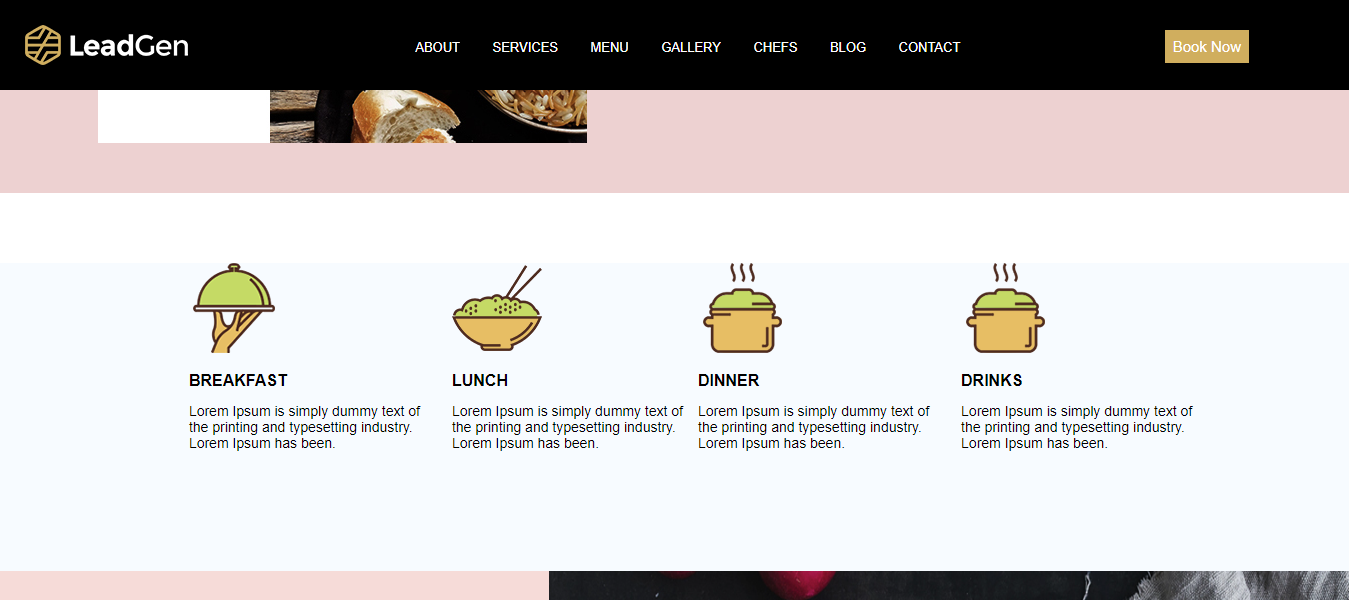 LeadGen
ABOUT SERVICES MENU GALLERY CHEFS BLOG CONTACT
Book Now
BREAKFAST
Lorem Ipsum is simply dummy text of
the printing and typesetting industry.
Lorem Ipsum has been.
LUNCH
Lorem Ipsum is simply dummy text of
the printing and typesetting industry.
Lorem Ipsum has been.
DINNER
Lorem Ipsum is simply dummy text of
the printing and typesetting industry.
Lorem Ipsum has been.
DRINKS
Lorem Ipsum is simply dummy text of
the printing and typesetting industry.
Lorem Ipsum has been.